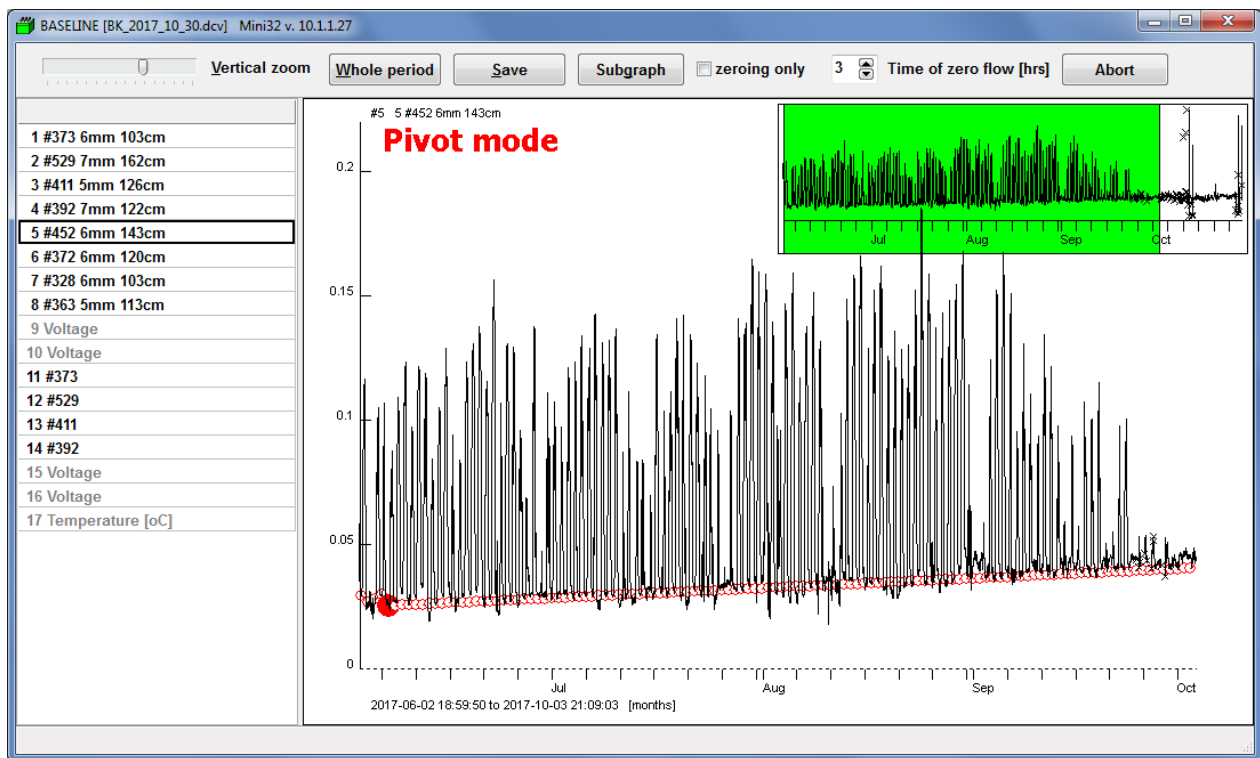 BASELINE [BK_2017_10_30.dcv] Mini32 v. 10.1.1.27
Vertical zoom Whole period Save Subgraph zeroing only 3 Time of zero flow [hrs] Abort
1 #373 6mm 103cm
2 #529 7mm 162cm
3 #411 5mm 126cm
4 #392 7mm 122cm
5 #452 6mm 143cm
6 #372 6mm 120cm
7 #328 6mm 103cm
8 #363 5mm 113cm
9 Voltage
10 Voltage
11 #373
12 #529
13 #411
14 #392
15 Voltage
16 Voltage
17 Temperature [oC]
#5 5 #452 6mm 143cm
Pivot mode
Jul Aug Sep Oct
0.2
0.15
0.1
0.05
0
Jul Aug Sep Oct
2017-06-02 18:59:50 to 2017-10-03 21:09:03 [months]